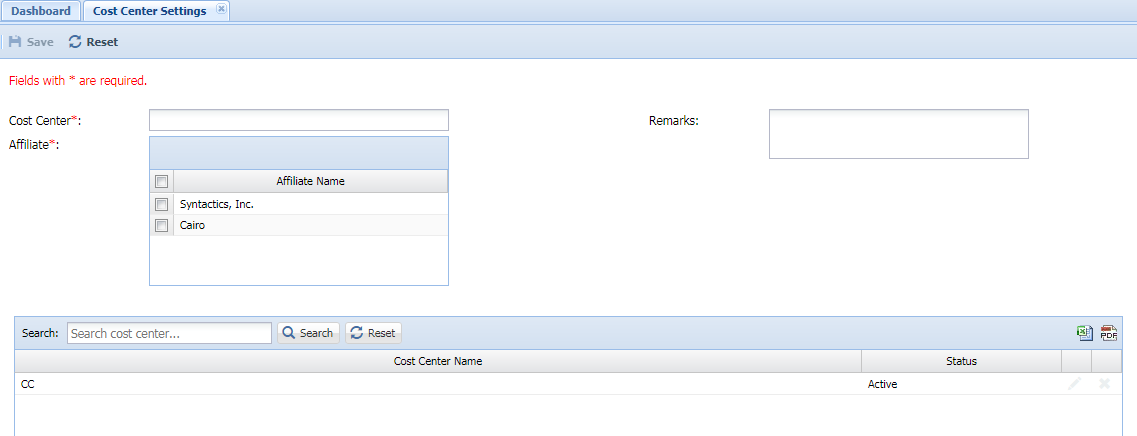 Dashboard Cost Center Settings
Save Reset
Fields with * are required.
Cost Center*: Remarks:
Affiliate*:
Affiliate Name
Syntactics, Inc.
Cairo
Search: Search cost center... Search Reset PDF
Cost Center Name Status
CC Active